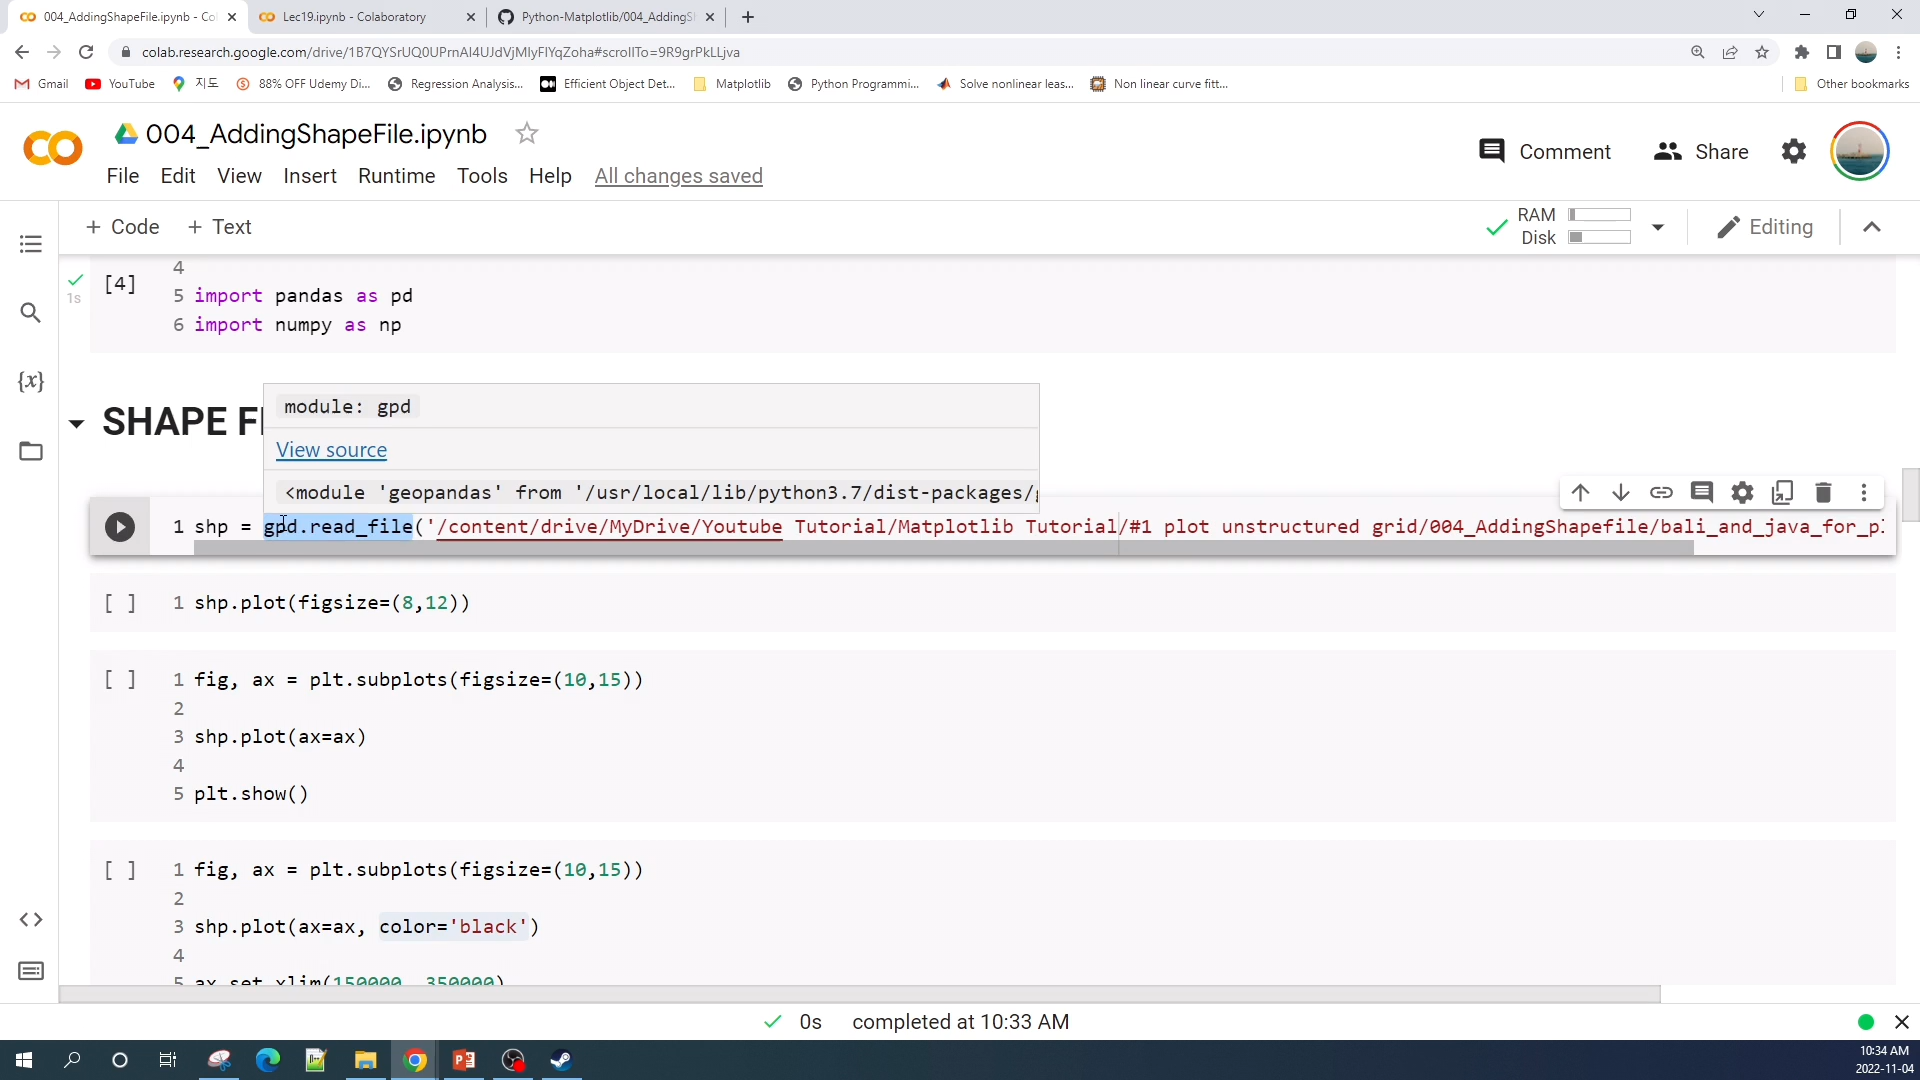 004_AddingShapeFile.ipynb - Co
Lec19.ipynb - Colaboratory
Python-Matplotlib/004_AddingS
colab.research.google.com/drive/1B7QYSrUQ0UPrnAI4UJdVjMIyFIYqZoha#scrollTo=9R9grPkLLjva
Gmail
YouTube
지도
88% OFF Udemy Di...
Regression Analysis...
Efficient Object Det...
Matplotlib
Python Programmi...
Solve nonlinear leas...
Non linear curve fitt...
Other bookmarks
004_AddingShapeFile.ipynb
File Edit View Insert Runtime Tools Help All changes saved
Comment
Share
+ Code + Text
RAM
Disk
Editing
4
[4]
1s
5 import pandas as pd
6 import numpy as np
SHAPE FI
module: gpd
View source
<module 'geopandas' from '/usr/local/lib/python3.7/dist-packages/g
1 shp = gpd.read_file('/content/drive/MyDrive/Youtube Tutorial/Matplotlib Tutorial/#1 plot unstructured grid/004_AddingShapefile/bali_and_java_for_pl
[ ] 1 shp.plot(figsize=(8,12))
[ ] 1 fig, ax = plt.subplots(figsize=(10,15))
2
3 shp.plot(ax=ax)
4
5 plt.show()
[ ] 1 fig, ax = plt.subplots(figsize=(10,15))
2
3 shp.plot(ax=ax, color='black')
4
5 ax.set_xlim(150000, 350000)
0s completed at 10:33 AM
10:34 AM
2022-11-04